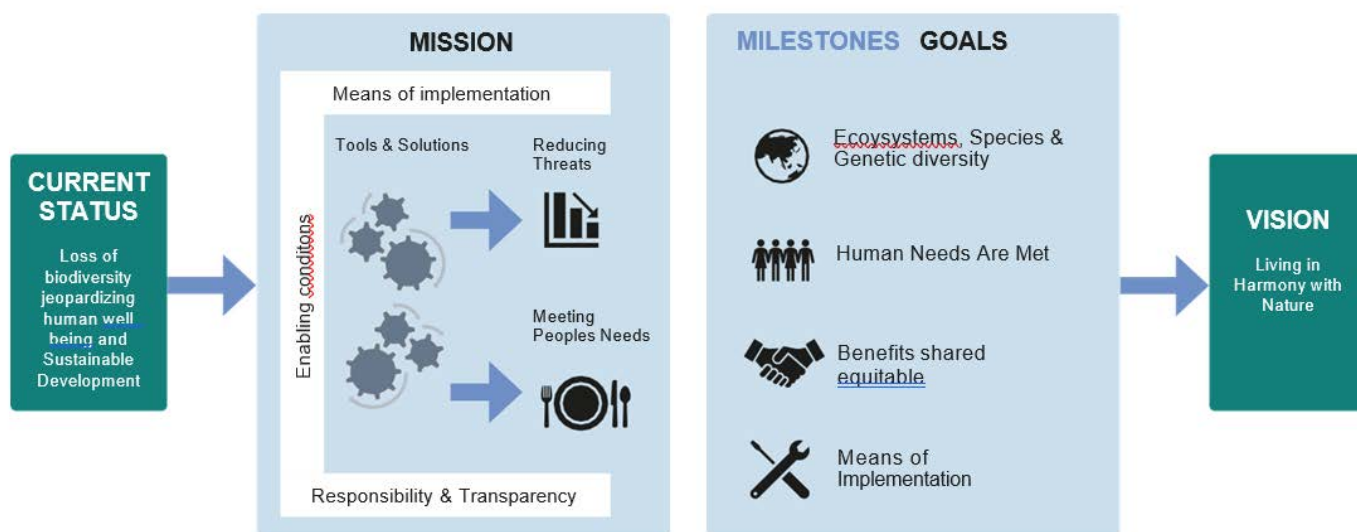 CURRENT
STATUS
Loss of
biodiversity
jeopardizing
human well
being and
Sustainable
Development
MISSION
Means of implementation
Enabling conditons
Tools & Solutions
Reducing
Threats
Meeting
Peoples Needs
Responsibility & Transparency
MILESTONES GOALS
Ecoysystems, Species &
Genetic diversity
Human Needs Are Met
Benefits shared
equitable
Means of
Implementation
VISION
Living in
Harmony with
Nature